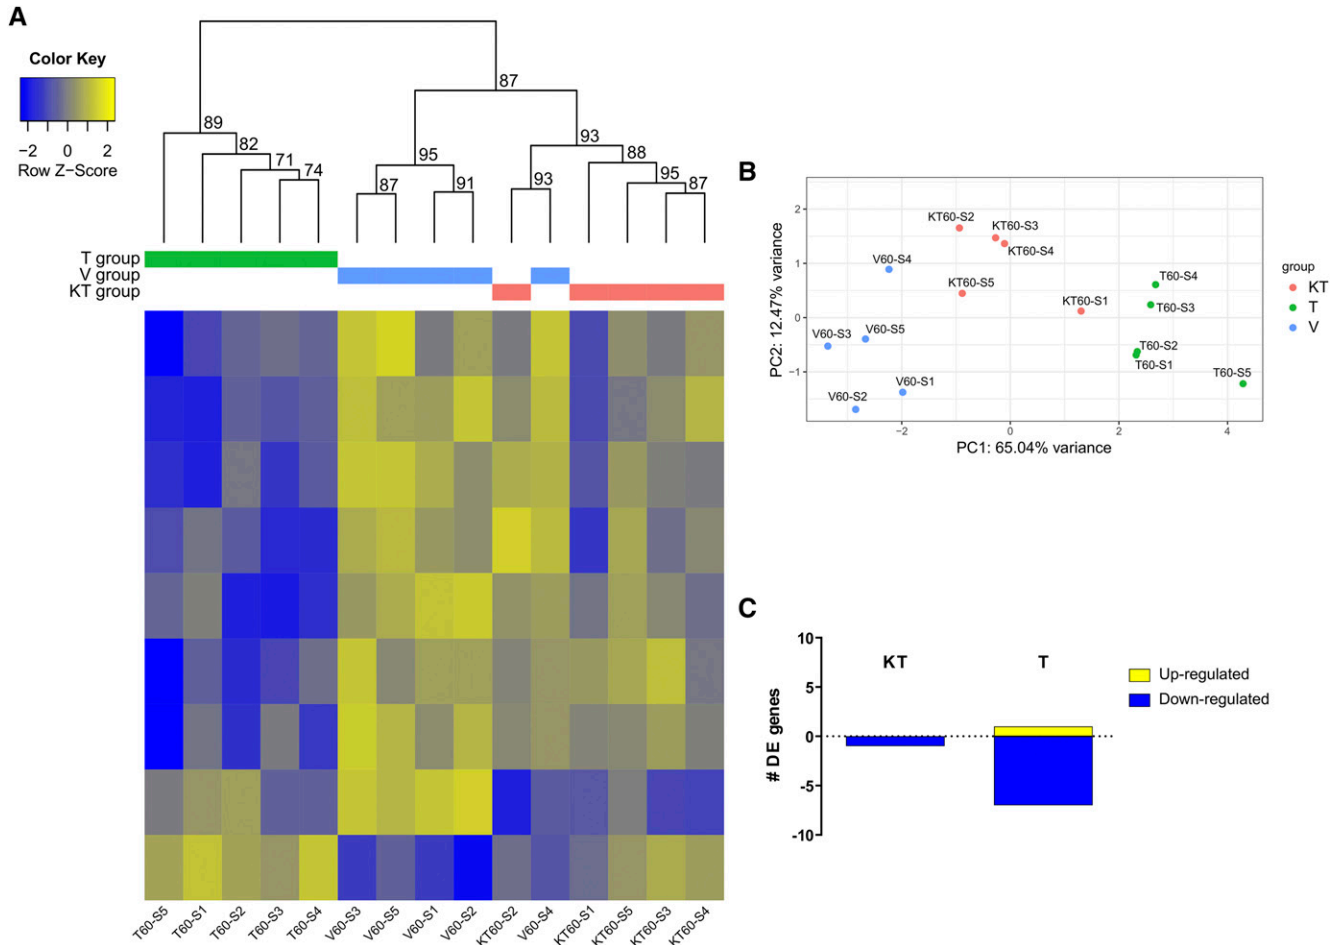 A
Color Key
−2 0 2
Row Z−Score
87
89
82
71
74
95
87
91
93
93
88
95
87
T group
V group
KT group
T60-S5 T60-S1 T60-S2 T60-S3 T60-S4 V60-S3 V60-S5 V60-S1 V60-S2 KT60-S2 V60-S4 KT60-S1 KT60-S5 KT60-S3 KT60-S4
B
PC2: 12.47% variance
2
1
0
−1
KT60-S2
KT60-S3
KT60-S4
V60-S4
KT60-S5
KT60-S1
T60-S4
T60-S3
V60-S3
V60-S5
T60-S2
T60-S1
T60-S5
V60-S1
V60-S2
−2 0 2 4
PC1: 65.04% variance
group
KT
T
V
C
# DE genes
10
5
0
-5
-10
KT T
Up-regulated
Down-regulated